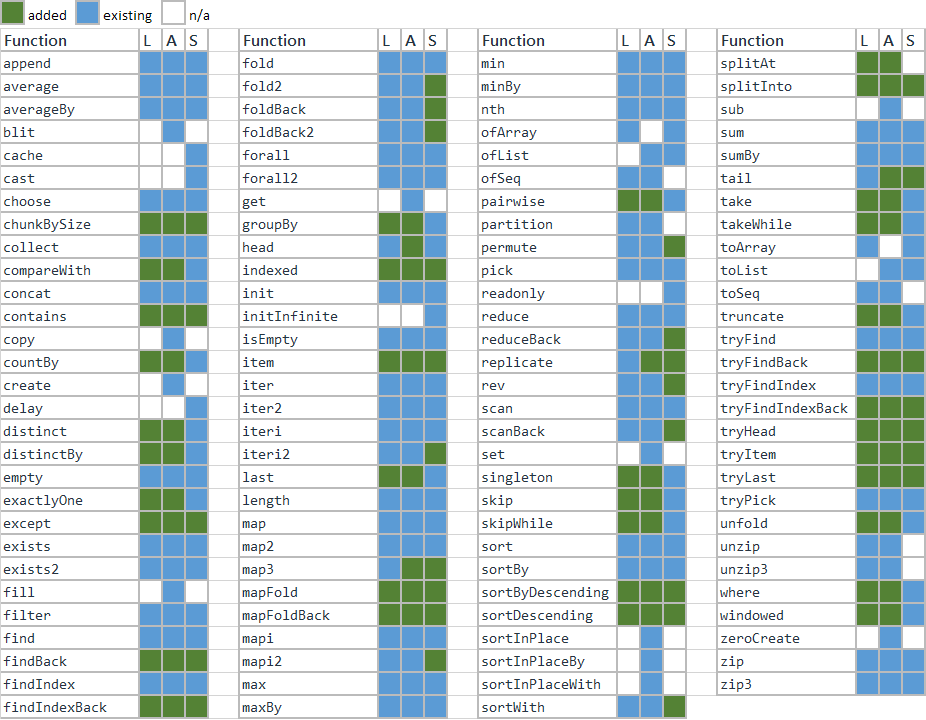 added existing n/a
Function L A S Function L A S Function L A S Function L A S
append fold min splitAt
average fold2 minBy splitInto
averageBy foldBack nth sub
blit foldBack2 ofArray sum
cache forall ofList sumBy
cast forall2 ofSeq tail
choose get pairwise take
chunkBySize groupBy partition takeWhile
collect head permute toArray
compareWith indexed pick toList
concat init readonly toSeq
contains initInfinite reduce truncate
copy isEmpty reduceBack tryFind
countBy item replicate tryFindBack
create iter rev tryFindIndex
delay iter2 scan tryFindIndexBack
distinct iteri scanBack tryHead
distinctBy iteri2 set tryItem
empty last singleton tryLast
exactlyOne length skip tryPick
except map skipWhile unfold
exists map2 sort unzip
exists2 map3 sortBy unzip3
fill mapFold sortByDescending where
filter mapFoldBack sortDescending windowed
find mapi sortInPlace zeroCreate
findBack mapi2 sortInPlaceBy zip
findIndex max sortInPlaceWith zip3
findIndexBack maxBy sortWith